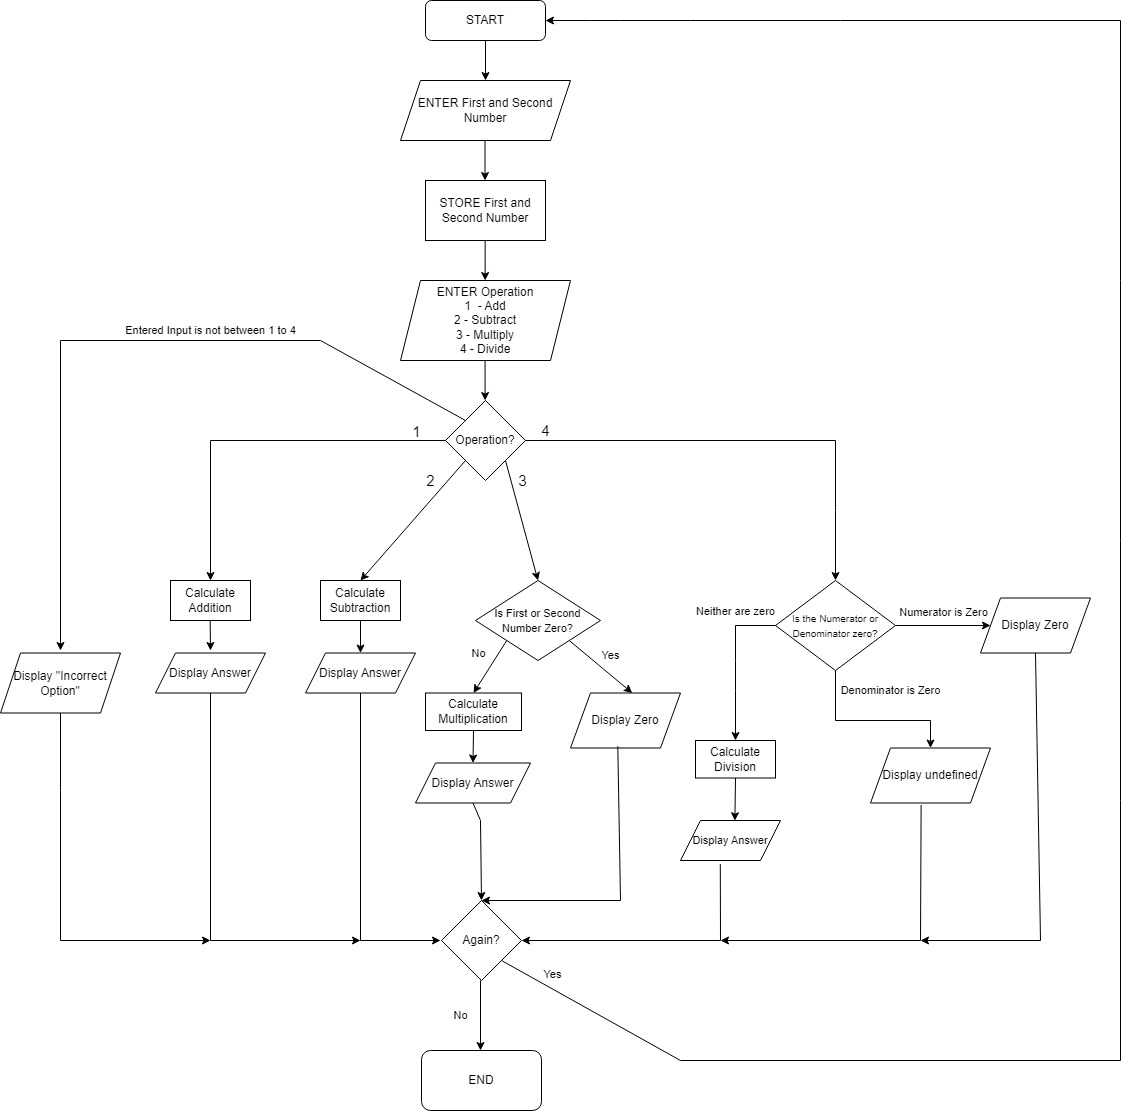 START
ENTER First and Second
Number
STORE First and
Second Number
ENTER Operation
1  - Add
2 - Subtract
3 - Multiply
4 - Divide
Entered Input is not between 1 to 4
Operation?
1
2
3
4
Calculate
Addition
Calculate
Subtraction
Is First or Second
Number Zero?
Neither are zero
Is the Numerator or
Denominator zero?
Numerator is Zero
Display Zero
Display "Incorrect
Option"
Display Answer
Display Answer
No
Yes
Calculate
Multiplication
Display Zero
Denominator is Zero
Calculate
Division
Display undefined
Display Answer
Display Answer
Again?
Yes
No
END